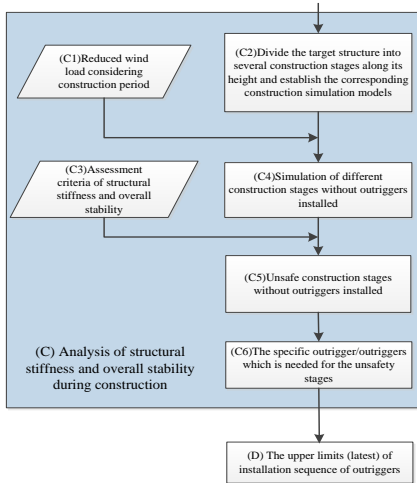 (C1)Reduced wind
load considering
construction period
(C2)Divide the target structure into
several construction stages along its
height and establish the corresponding
construction simulation models
(C3)Assessment
criteria of structural
stiffness and overall
stability
(C4)Simulation of different
construction stages without outriggers
installed
(C5)Unsafe construction stages
without outriggers installed
(C6)The specific outrigger/outriggers
which is needed for the unsafety
stages
(C) Analysis of structural
stiffness and overall stability
during construction
(D) The upper limits (latest) of
installation sequence of outriggers